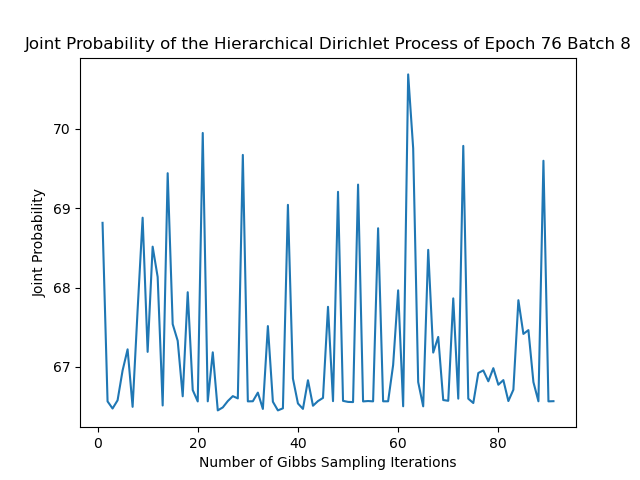 Joint Probability of the Hierarchical Dirichlet Process of Epoch 76 Batch 8
70
69
68
67
Joint Probability
0 20 40 60 80
Number of Gibbs Sampling Iterations